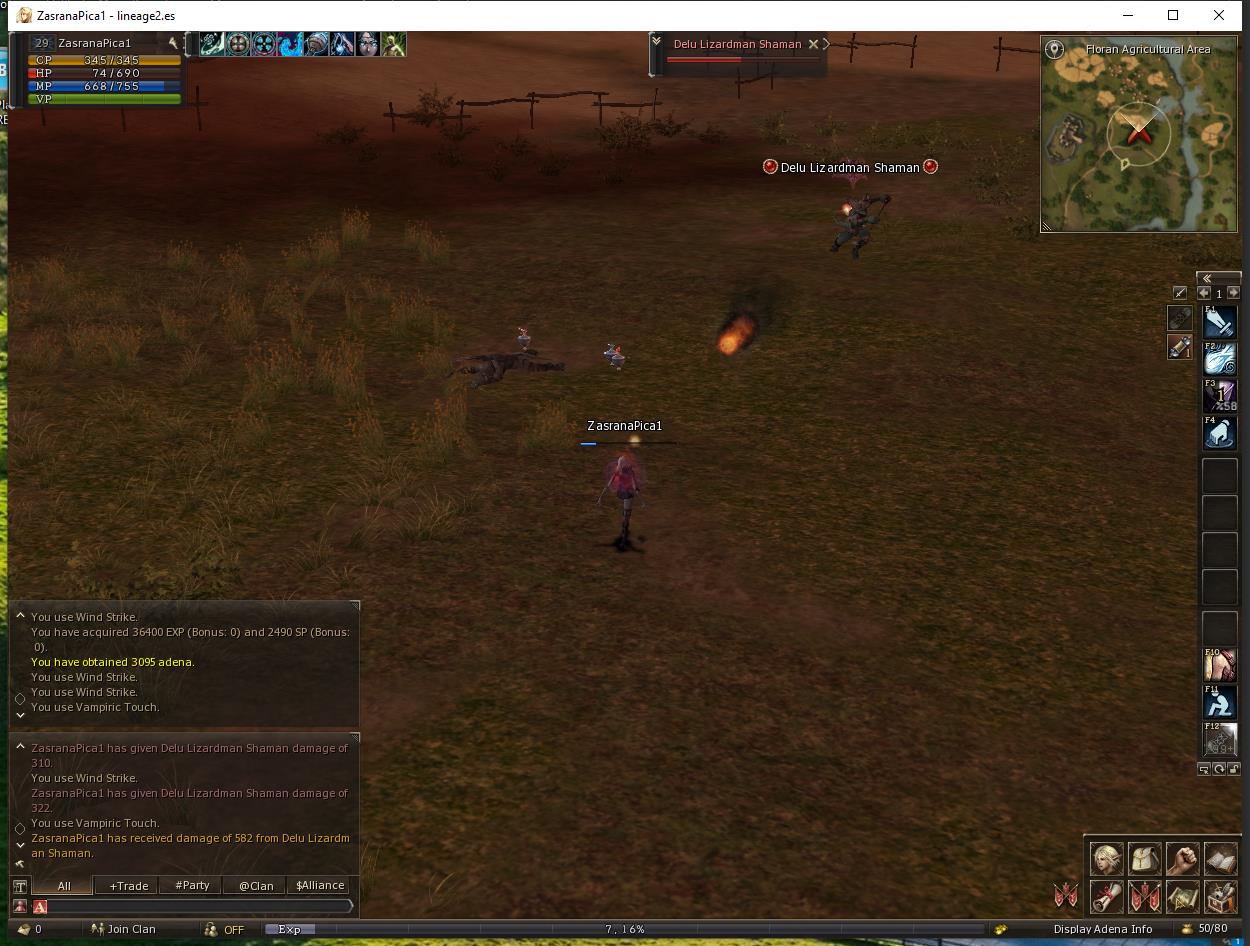 ZasranaPica1 - lineage2.es
29 ZasranaPica1
CP 345/345
HP 74/690
MP 668/755
VP
Delu Lizardman Shaman
Floran Agricultural Area
Delu Lizardman Shaman
1
F1
F2
F3
1
%58
F4
1
ZasranaPica1
You use Wind Strike.
You have acquired 36400 EXP (Bonus: 0) and 2490 SP (Bonus:
0).
You have obtained 3095 adena.
You use Wind Strike.
You use Wind Strike.
You use Vampiric Touch.
F10
F11
F12
99+
ZasranaPica1 has given Delu Lizardman Shaman damage of
310.
You use Wind Strike.
ZasranaPica1 has given Delu Lizardman Shaman damage of
322.
You use Vampiric Touch.
ZasranaPica1 has received damage of 582 from Delu Lizardm
an Shaman.
T All +Trade #Party @Clan $Alliance
A
0 Join Clan OFF Exp 7,16% Display Adena Info 50/80